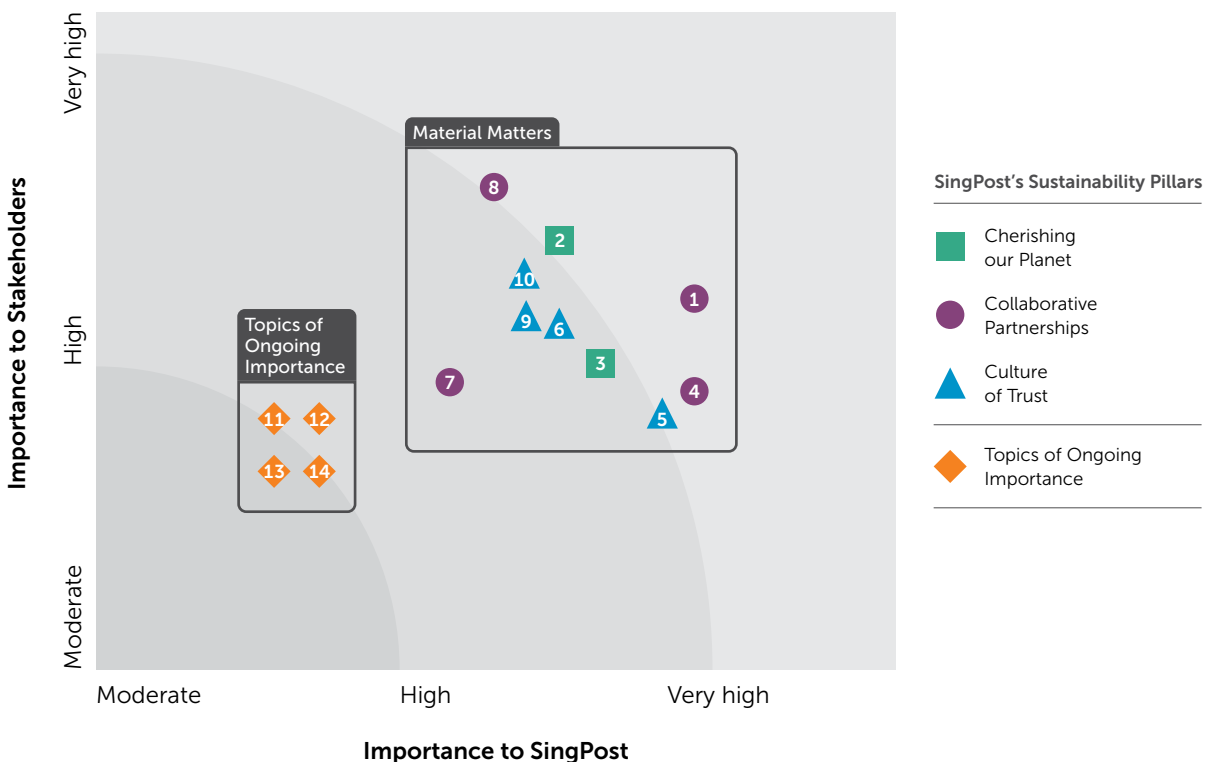 Very high
High
Moderate
Importance to Stakeholders
Material Matters
8
2
10
1
9
6
3
7
4
5
Topics of
Ongoing
Importance
11
12
13
14
Moderate
High
Very high
Importance to SingPost
SingPost’s Sustainability Pillars
Cherishing
our Planet
Collaborative
Partnerships
Culture
of Trust
Topics of Ongoing
Importance